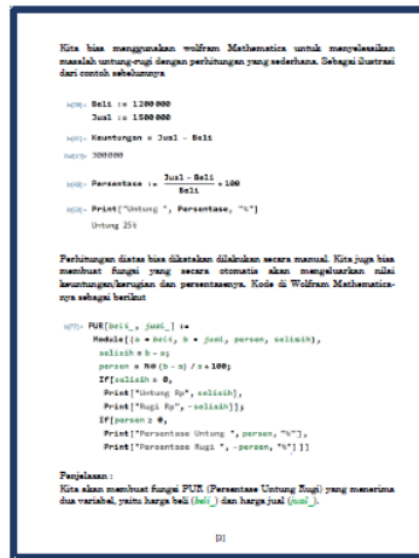 Kita bisa menggunakan wolfram Mathematica untuk menyelesaikan
masalah untung-rugi dengan perhitungan yang sederhana. Sebagai ilustrasi
dari contoh sebelumnya
Beli := 1200000
Jual := 1500000
Keuntungan = Jual - Beli
300000
Persentase := Jual - Beli / Beli * 100
Print["Untung ", Persentase, "%"]
Untung 25%
Perhitungan diatas bisa dikatakan dilakukan secara manual. Kita juga bisa
membuat fungsi yang secara otomatis akan mengeluarkan nilai
keuntungan/kerugian dan persentasenya. Kode di Wolfram Mathematica-
nya sebagai berikut
PUR[beli_, jual_] :=
Module[{a = beli, b = jual, persen, selisih},
selisih = b - a;
persen = N@(b - a) / a * 100;
If[selisih ≥ 0,
Print["Untung Rp", selisih],
Print["Rugi Rp", -selisih]];
If[persen ≥ 0,
Print["Persentase Untung ", persen, "%"],
Print["Persentase Rugi ", -persen, "%"]]]
Penjelasan :
Kita akan membuat fungsi PUR (Persentase Untung Rugi) yang menerima
dua variabel, yaitu harga beli (beli_) dan harga jual (jual_).